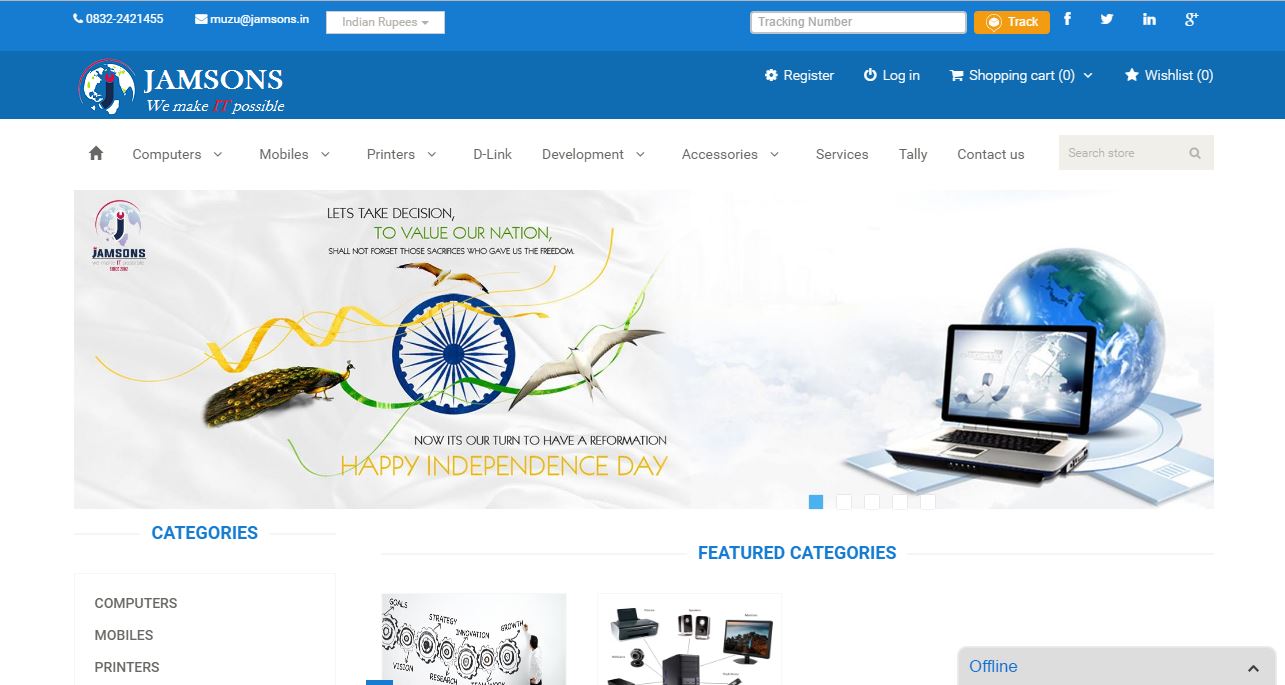 0832-2421455 muzu@jamsons.in Indian Rupees Tracking Number Track
JAMSONS
We make IT possible
Register Log in Shopping cart (0) Wishlist (0)
Computers Mobiles Printers D-Link Development Accessories Services Tally Contact us Search store
JAMSONS
we make IT possible
SINCE 2002
LETS TAKE DECISION,
TO VALUE OUR NATION,
SHALL NOT FORGET THOSE SACRIFICES WHO GAVE US THE FREEDOM.
NOW ITS OUR TURN TO HAVE A REFORMATION
HAPPY INDEPENDENCE DAY
CATEGORIES
FEATURED CATEGORIES
COMPUTERS
MOBILES
PRINTERS
GOALS
STRATEGY
INNOVATION
GROWTH
VISION
RESEARCH
TEAM WORK
Offline